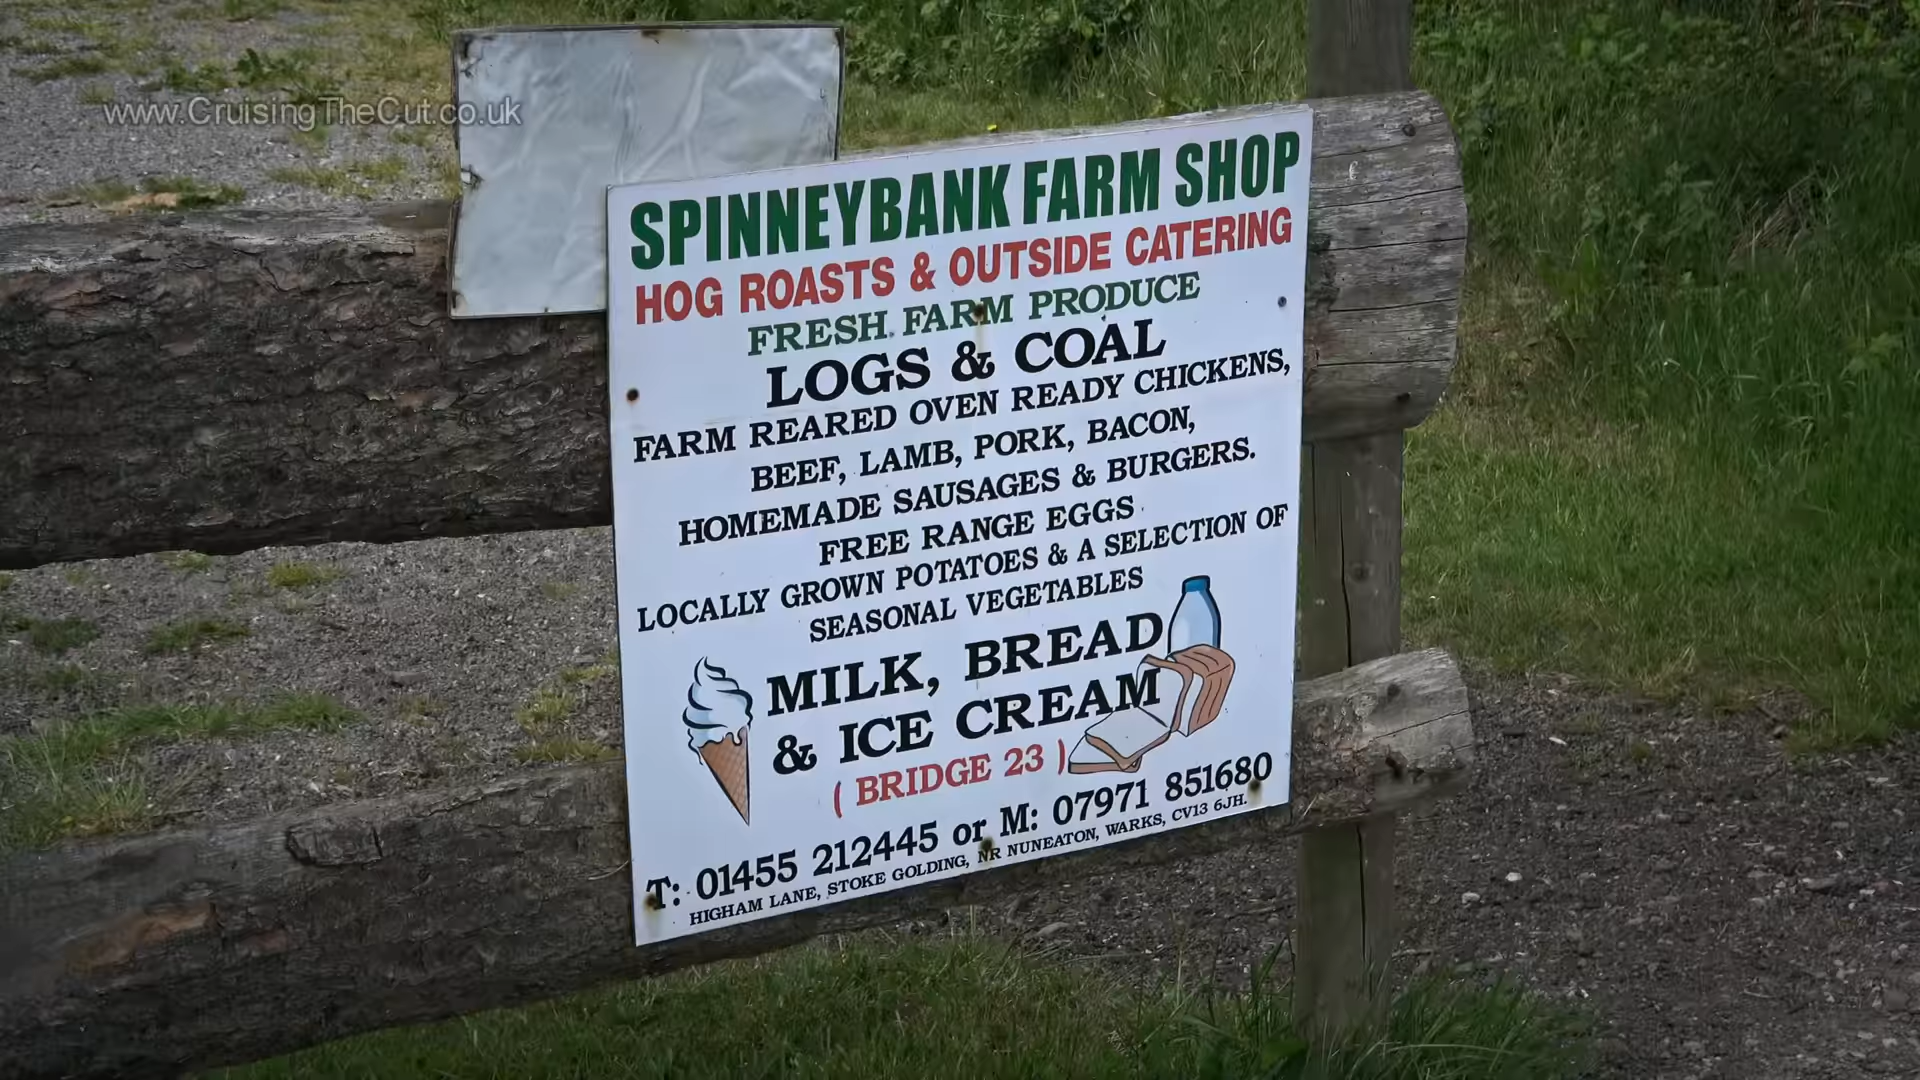 www.CruisingTheCut.co.uk
SPINNEYBANK FARM SHOP
HOG ROASTS & OUTSIDE CATERING
FRESH FARM PRODUCE
LOGS & COAL
FARM REARED OVEN READY CHICKENS,
BEEF, LAMB, PORK, BACON,
HOMEMADE SAUSAGES & BURGERS.
FREE RANGE EGGS
LOCALLY GROWN POTATOES & A SELECTION OF
SEASONAL VEGETABLES
MILK, BREAD
& ICE CREAM
( BRIDGE 23 )
T: 01455 212445 or M: 07971 851680
HIGHAM LANE, STOKE GOLDING, NR NUNEATON, WARKS, CV13 6JH.